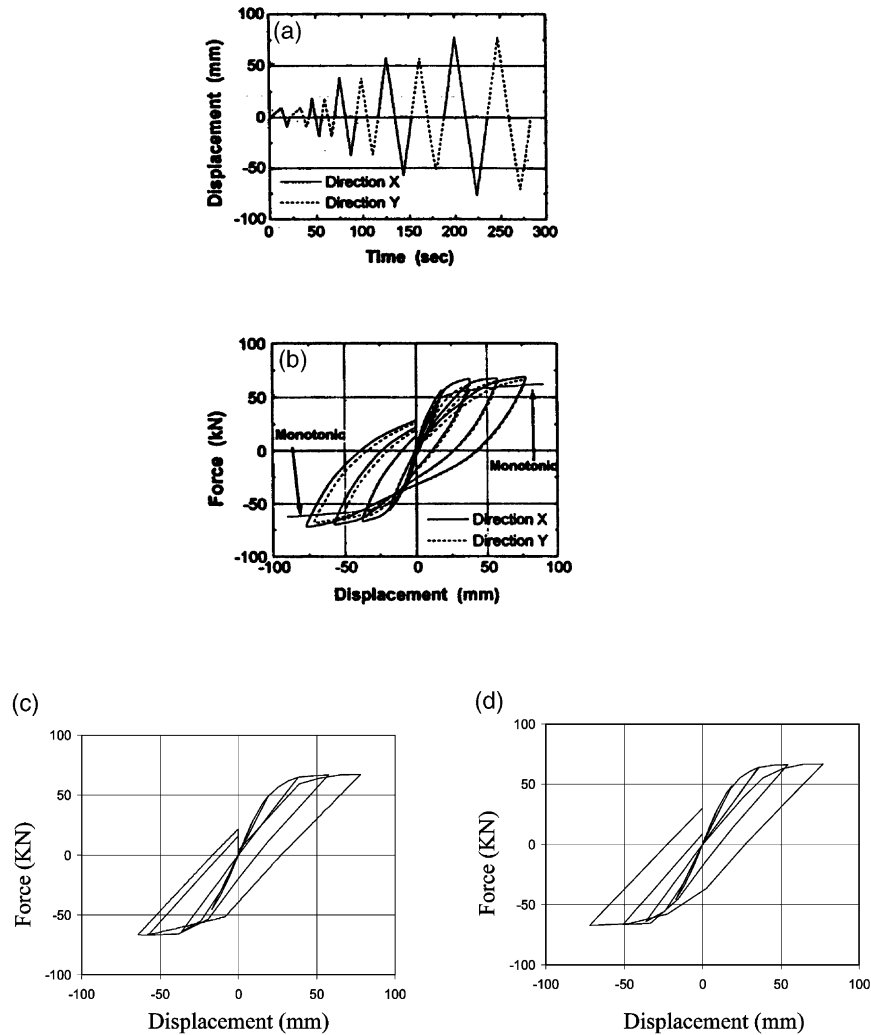 (a)
100
50
0
-50
-100
Displacement (mm)
Direction X
Direction Y
0 50 100 150 200 250 300
Time (sec)
(b)
100
50
0
-50
-100
Force (kN)
Monotonic
Monotonic
Direction X
Direction Y
-100 -50 0 50 100
Displacement (mm)
(c)
100
50
0
-50
-100
Force (KN)
-100 -50 0 50 100
Displacement (mm)
(d)
100
50
0
-50
-100
Force (KN)
-100 -50 0 50 100
Displacement (mm)